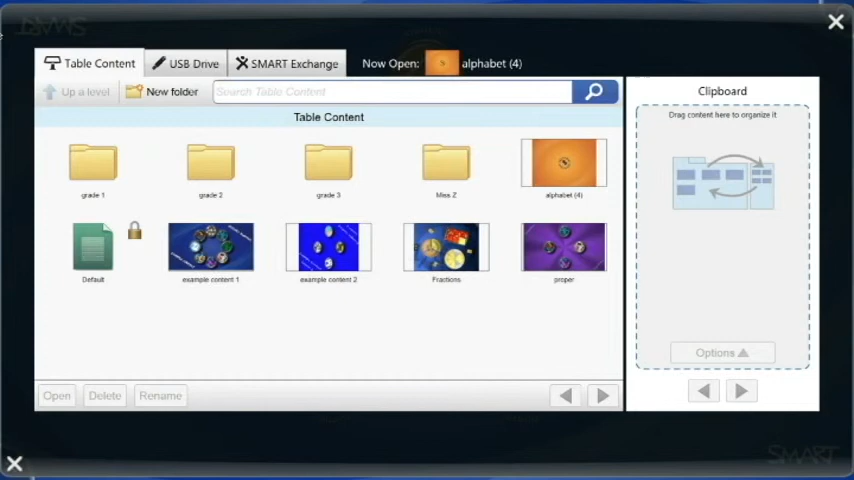 SMART
Table Content
USB Drive
SMART Exchange
Now Open:
alphabet (4)
Up a level
New folder
Search Table Content
Clipboard
Drag content here to organize it
Table Content
grade 1
grade 2
grade 3
Miss Z
alphabet (4)
Default
example content 1
example content 2
Fractions
proper
Options
Open
Delete
Rename
SMART